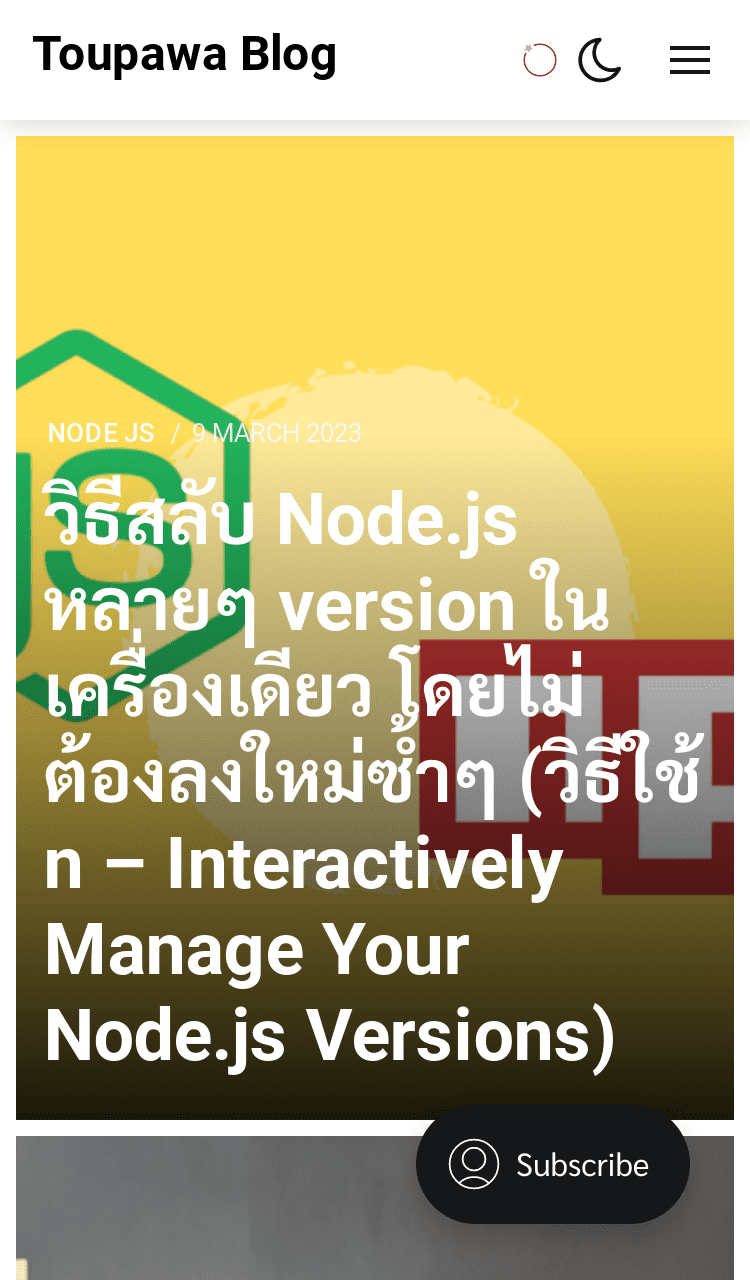 Toupawa Blog
NODE JS / 9 MARCH 2023
วิธีสลับ Node.js
หลายๆ version ใน
เครื่องเดียว โดยไม่
ต้องลงใหม่ซ้ำๆ (วิธีใช้
n – Interactively
Manage Your
Node.js Versions)
Subscribe